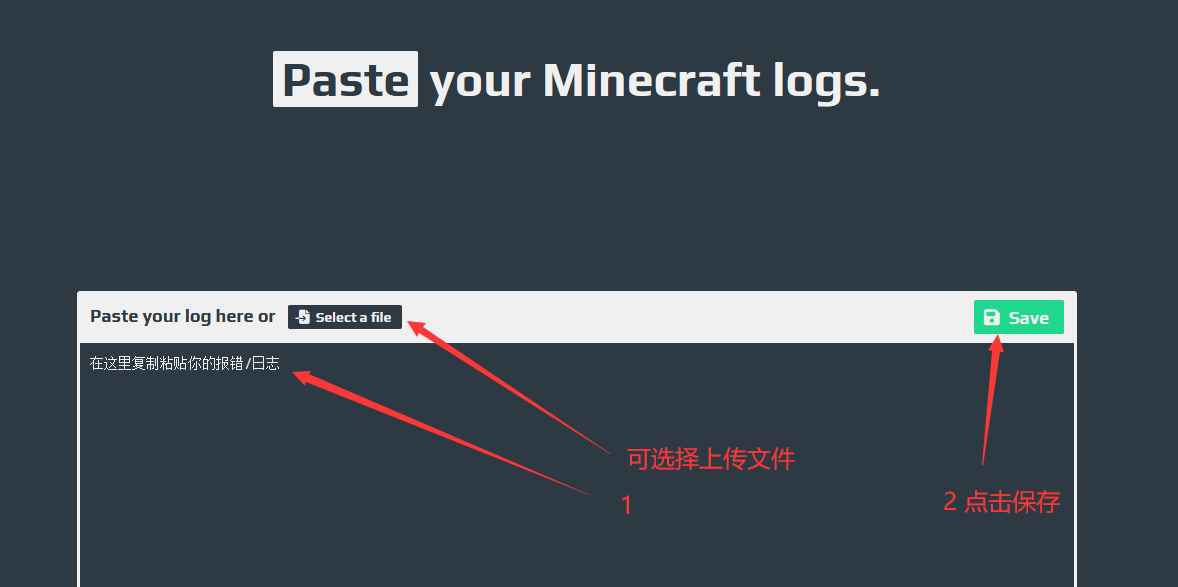 Paste your Minecraft logs.
Paste your log here or Select a file
Save
在这里复制粘贴你的报错/日志
可选择上传文件
1
2 点击保存